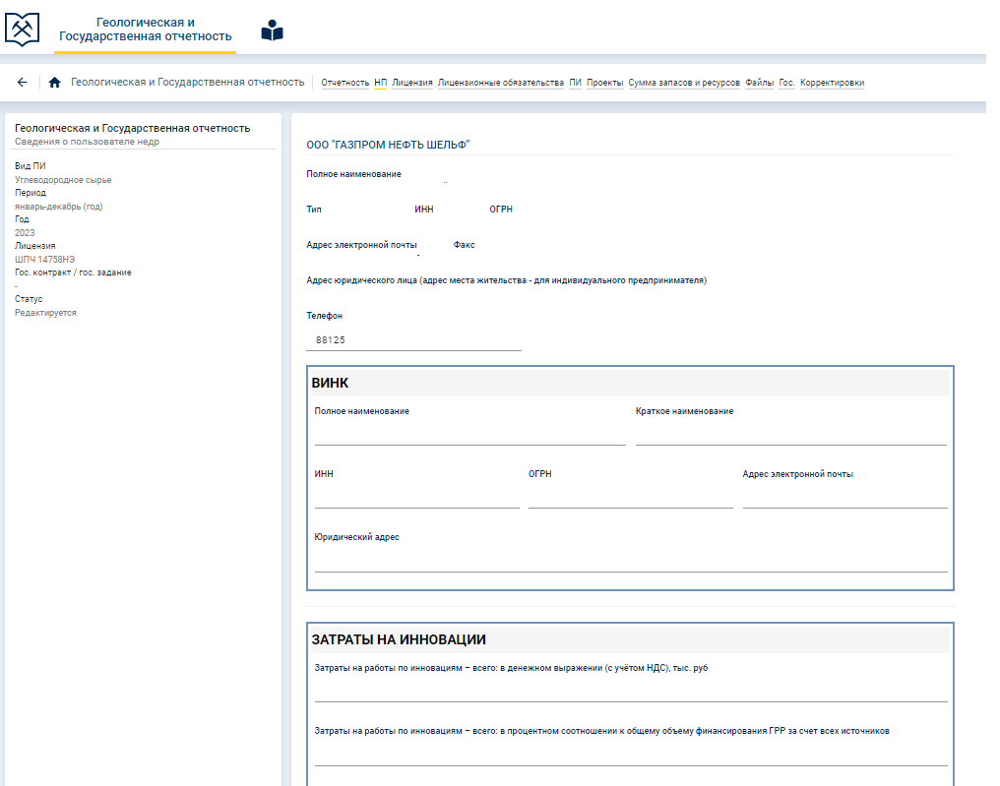 Геологическая и
Государственная отчетность
Геологическая и Государственная отчетность
Отчетность НП Лицензия Лицензионные обязательства ПИ Проекты Сумма запасов и ресурсов Файлы Гос. Корректировки
Геологическая и Государственная отчетность
Сведения о пользователе недр
Вид ПИ
Углеводородное сырье
Период
январь-декабрь (год)
Год
2023
Лицензия
ШПЧ 14758НЭ
Гос. контракт / гос. задание
-
Статус
Редактируется
ООО "ГАЗПРОМ НЕФТЬ ШЕЛЬФ"
Полное наименование
Тип ИНН ОГРН
Адрес электронной почты Факс
Адрес юридического лица (адрес места жительства - для индивидуального предпринимателя)
Телефон
88125
ВИНК
Полное наименование Краткое наименование
ИНН ОГРН Адрес электронной почты
Юридический адрес
ЗАТРАТЫ НА ИННОВАЦИИ
Затраты на работы по инновациям – всего: в денежном выражении (с учётом НДС), тыс. руб
Затраты на работы по инновациям – всего: в процентном соотношении к общему объему финансирования ГРР за счет всех источников